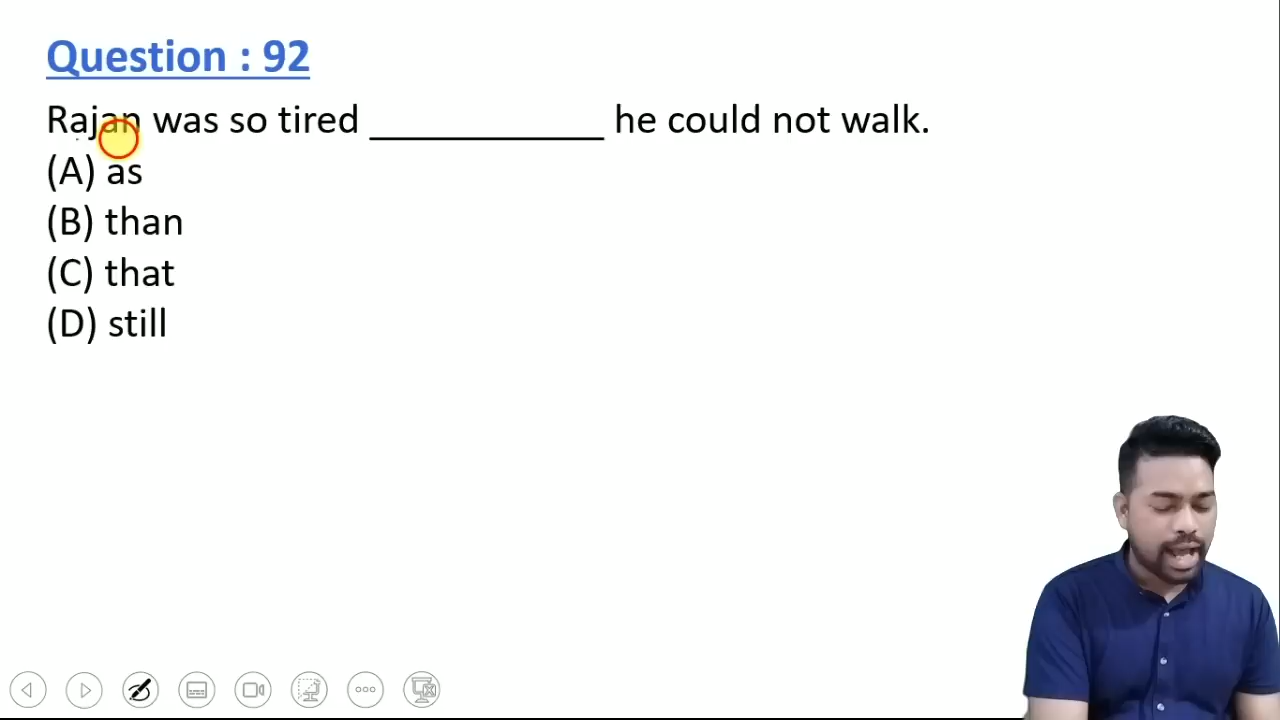 Question : 92
Rajan was so tired ____________ he could not walk.
(A) as
(B) than
(C) that
(D) still